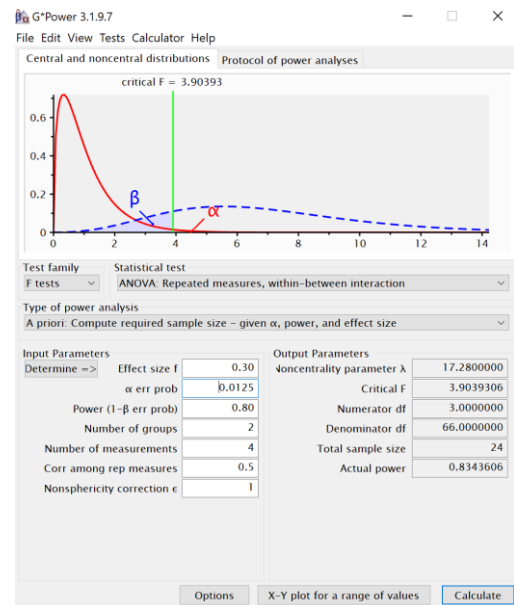 G*Power 3.1.9.7
File Edit View Tests Calculator Help
Central and noncentral distributions Protocol of power analyses
critical F = 3.90393
0.6
0.4
0.2
0
β
α
0 2 4 6 8 10 12 14
Test family Statistical test
F tests ANOVA: Repeated measures, within-between interaction
Type of power analysis
A priori: Compute required sample size - given α, power, and effect size
Input Parameters Output Parameters
Determine => Effect size f 0.30 Noncentrality parameter λ 17.2800000
α err prob 0.0125 Critical F 3.9039306
Power (1-β err prob) 0.80 Numerator df 3.0000000
Number of groups 2 Denominator df 66.0000000
Number of measurements 4 Total sample size 24
Corr among rep measures 0.5 Actual power 0.8343606
Nonsphericity correction ϵ 1
Options X-Y plot for a range of values Calculate